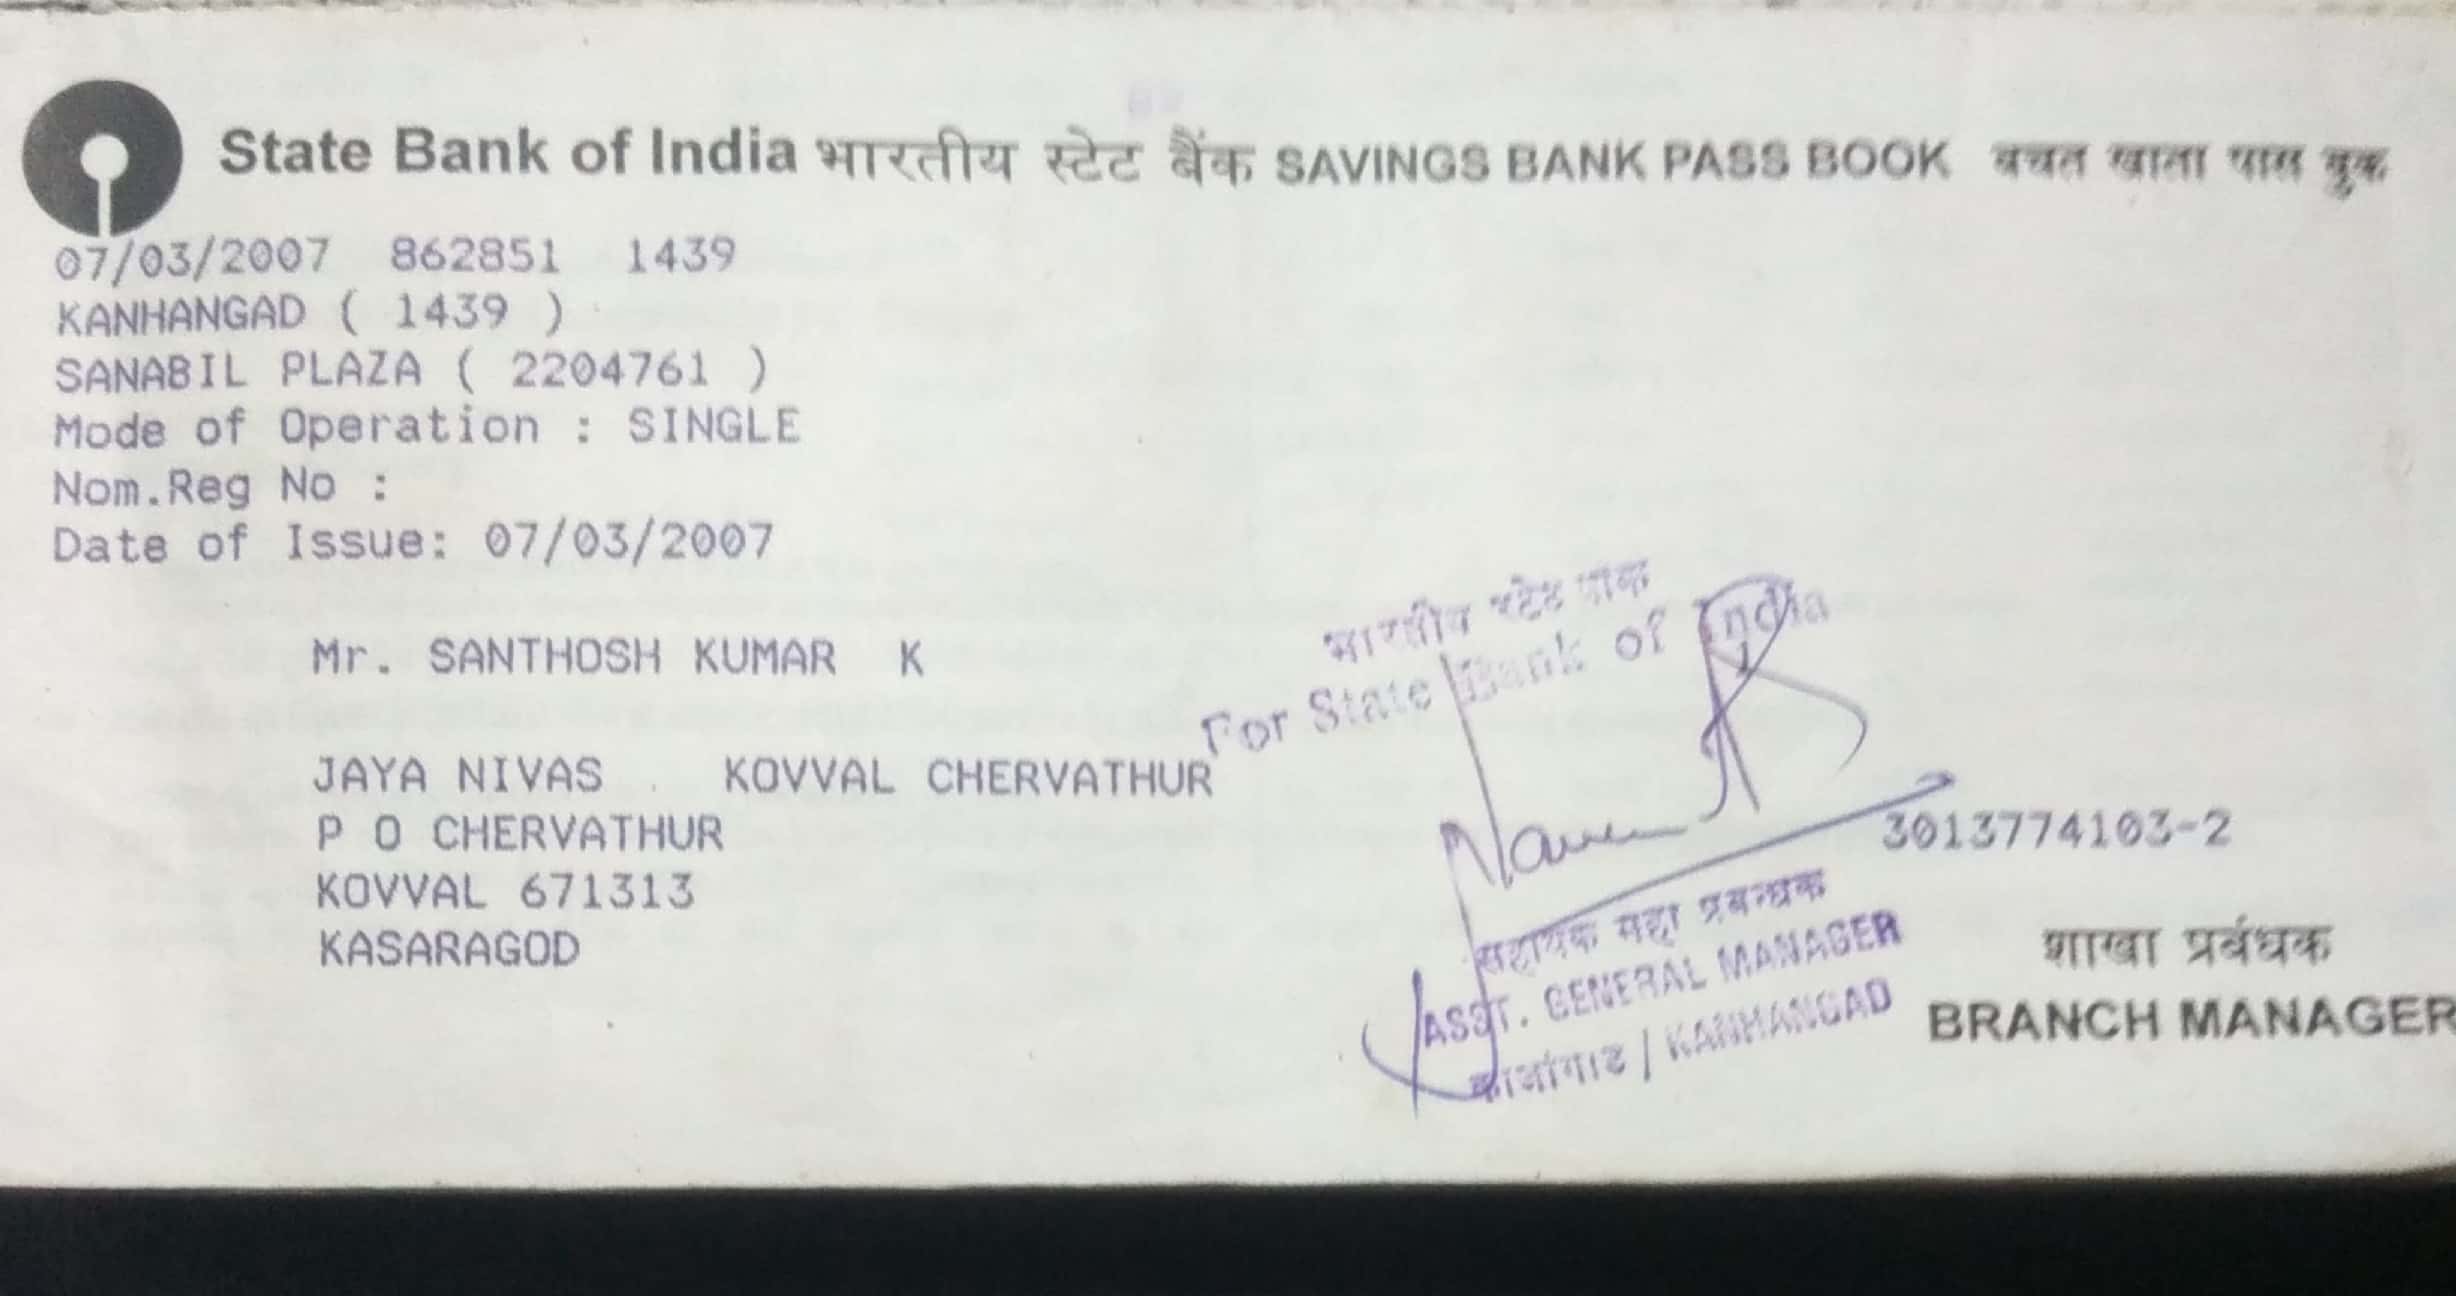 State Bank of India भारतीय स्टेट बैंक SAVINGS BANK PASS BOOK बचत खाता पास बुक
07/03/2007 862851 1439
KANHANGAD ( 1439 )
SANABIL PLAZA ( 2204761 )
Mode of Operation : SINGLE
Nom.Reg No :
Date of Issue: 07/03/2007
भारतीय स्टेट
For State Bank of India
Mr. SANTHOSH KUMAR K
JAYA NIVAS . KOVVAL CHERVATHUR
P O CHERVATHUR
KOVVAL 671313
KASARAGOD
3013774103-2
सहायक महा प्रबन्धक
ASST. GENERAL MANAGER
/ KANHANGAD
शाखा प्रबंधक
BRANCH MANAGER